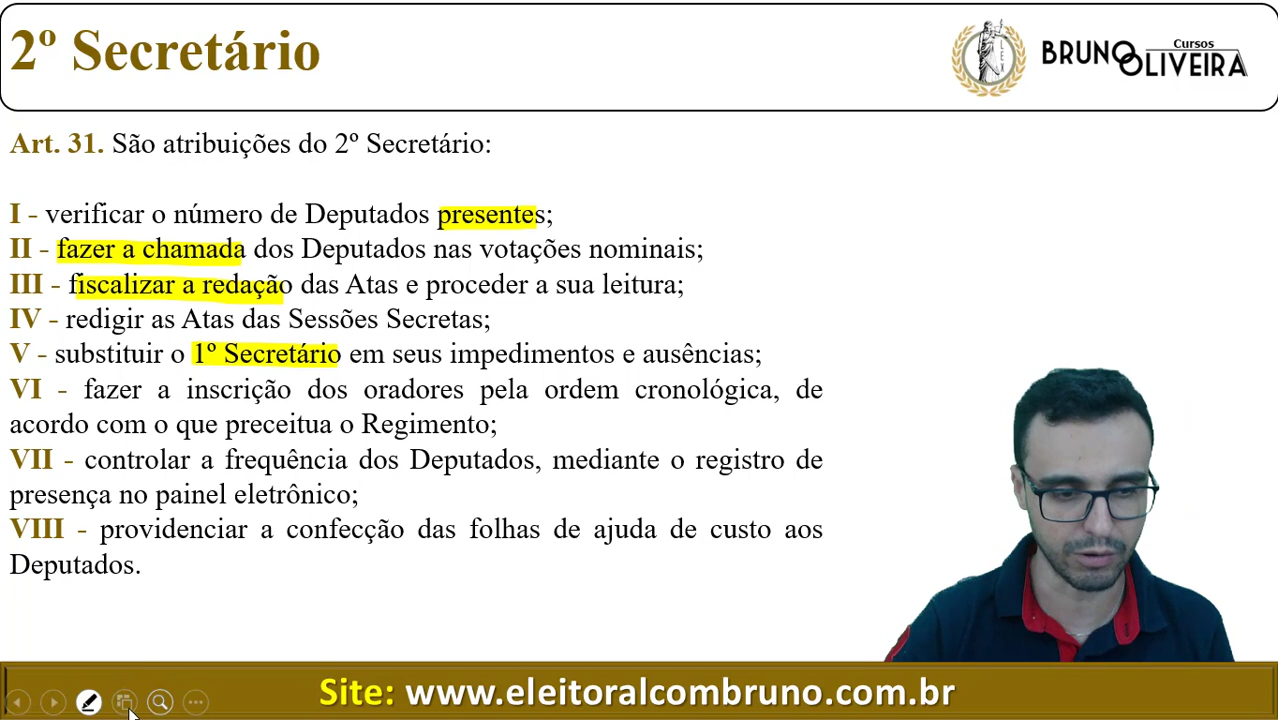 2º Secretário
Cursos
BRUNO
OLIVEIRA
Art. 31. São atribuições do 2º Secretário:
I - verificar o número de Deputados presentes;
II - fazer a chamada dos Deputados nas votações nominais;
III - fiscalizar a redação das Atas e proceder a sua leitura;
IV - redigir as Atas das Sessões Secretas;
V - substituir o 1º Secretário em seus impedimentos e ausências;
VI - fazer a inscrição dos oradores pela ordem cronológica, de
acordo com o que preceitua o Regimento;
VII - controlar a frequência dos Deputados, mediante o registro de
presença no painel eletrônico;
VIII - providenciar a confecção das folhas de ajuda de custo aos
Deputados.
Site: www.eleitoralcombruno.com.br